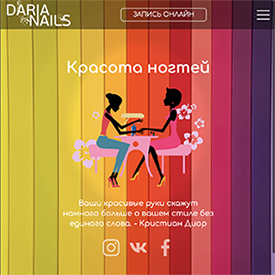 DARIA
NAILS
ЗАПИСЬ ОНЛАЙН
Красота ногтей
Ваши красивые руки скажут
намного больше о вашем стиле без
единого слова. - Кристиан Диор